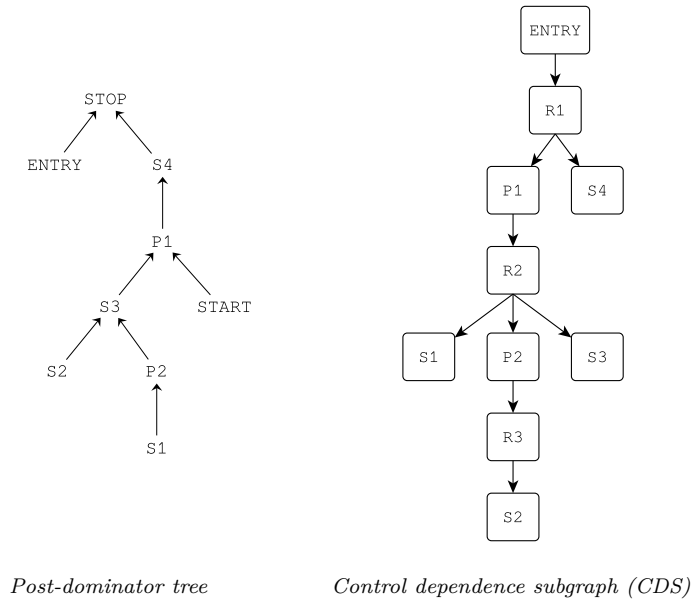 STOP
ENTRY
S4
P1
S3
START
S2
P2
S1
Post-dominator tree
ENTRY
R1
P1
S4
R2
S1
P2
S3
R3
S2
Control dependence subgraph (CDS)